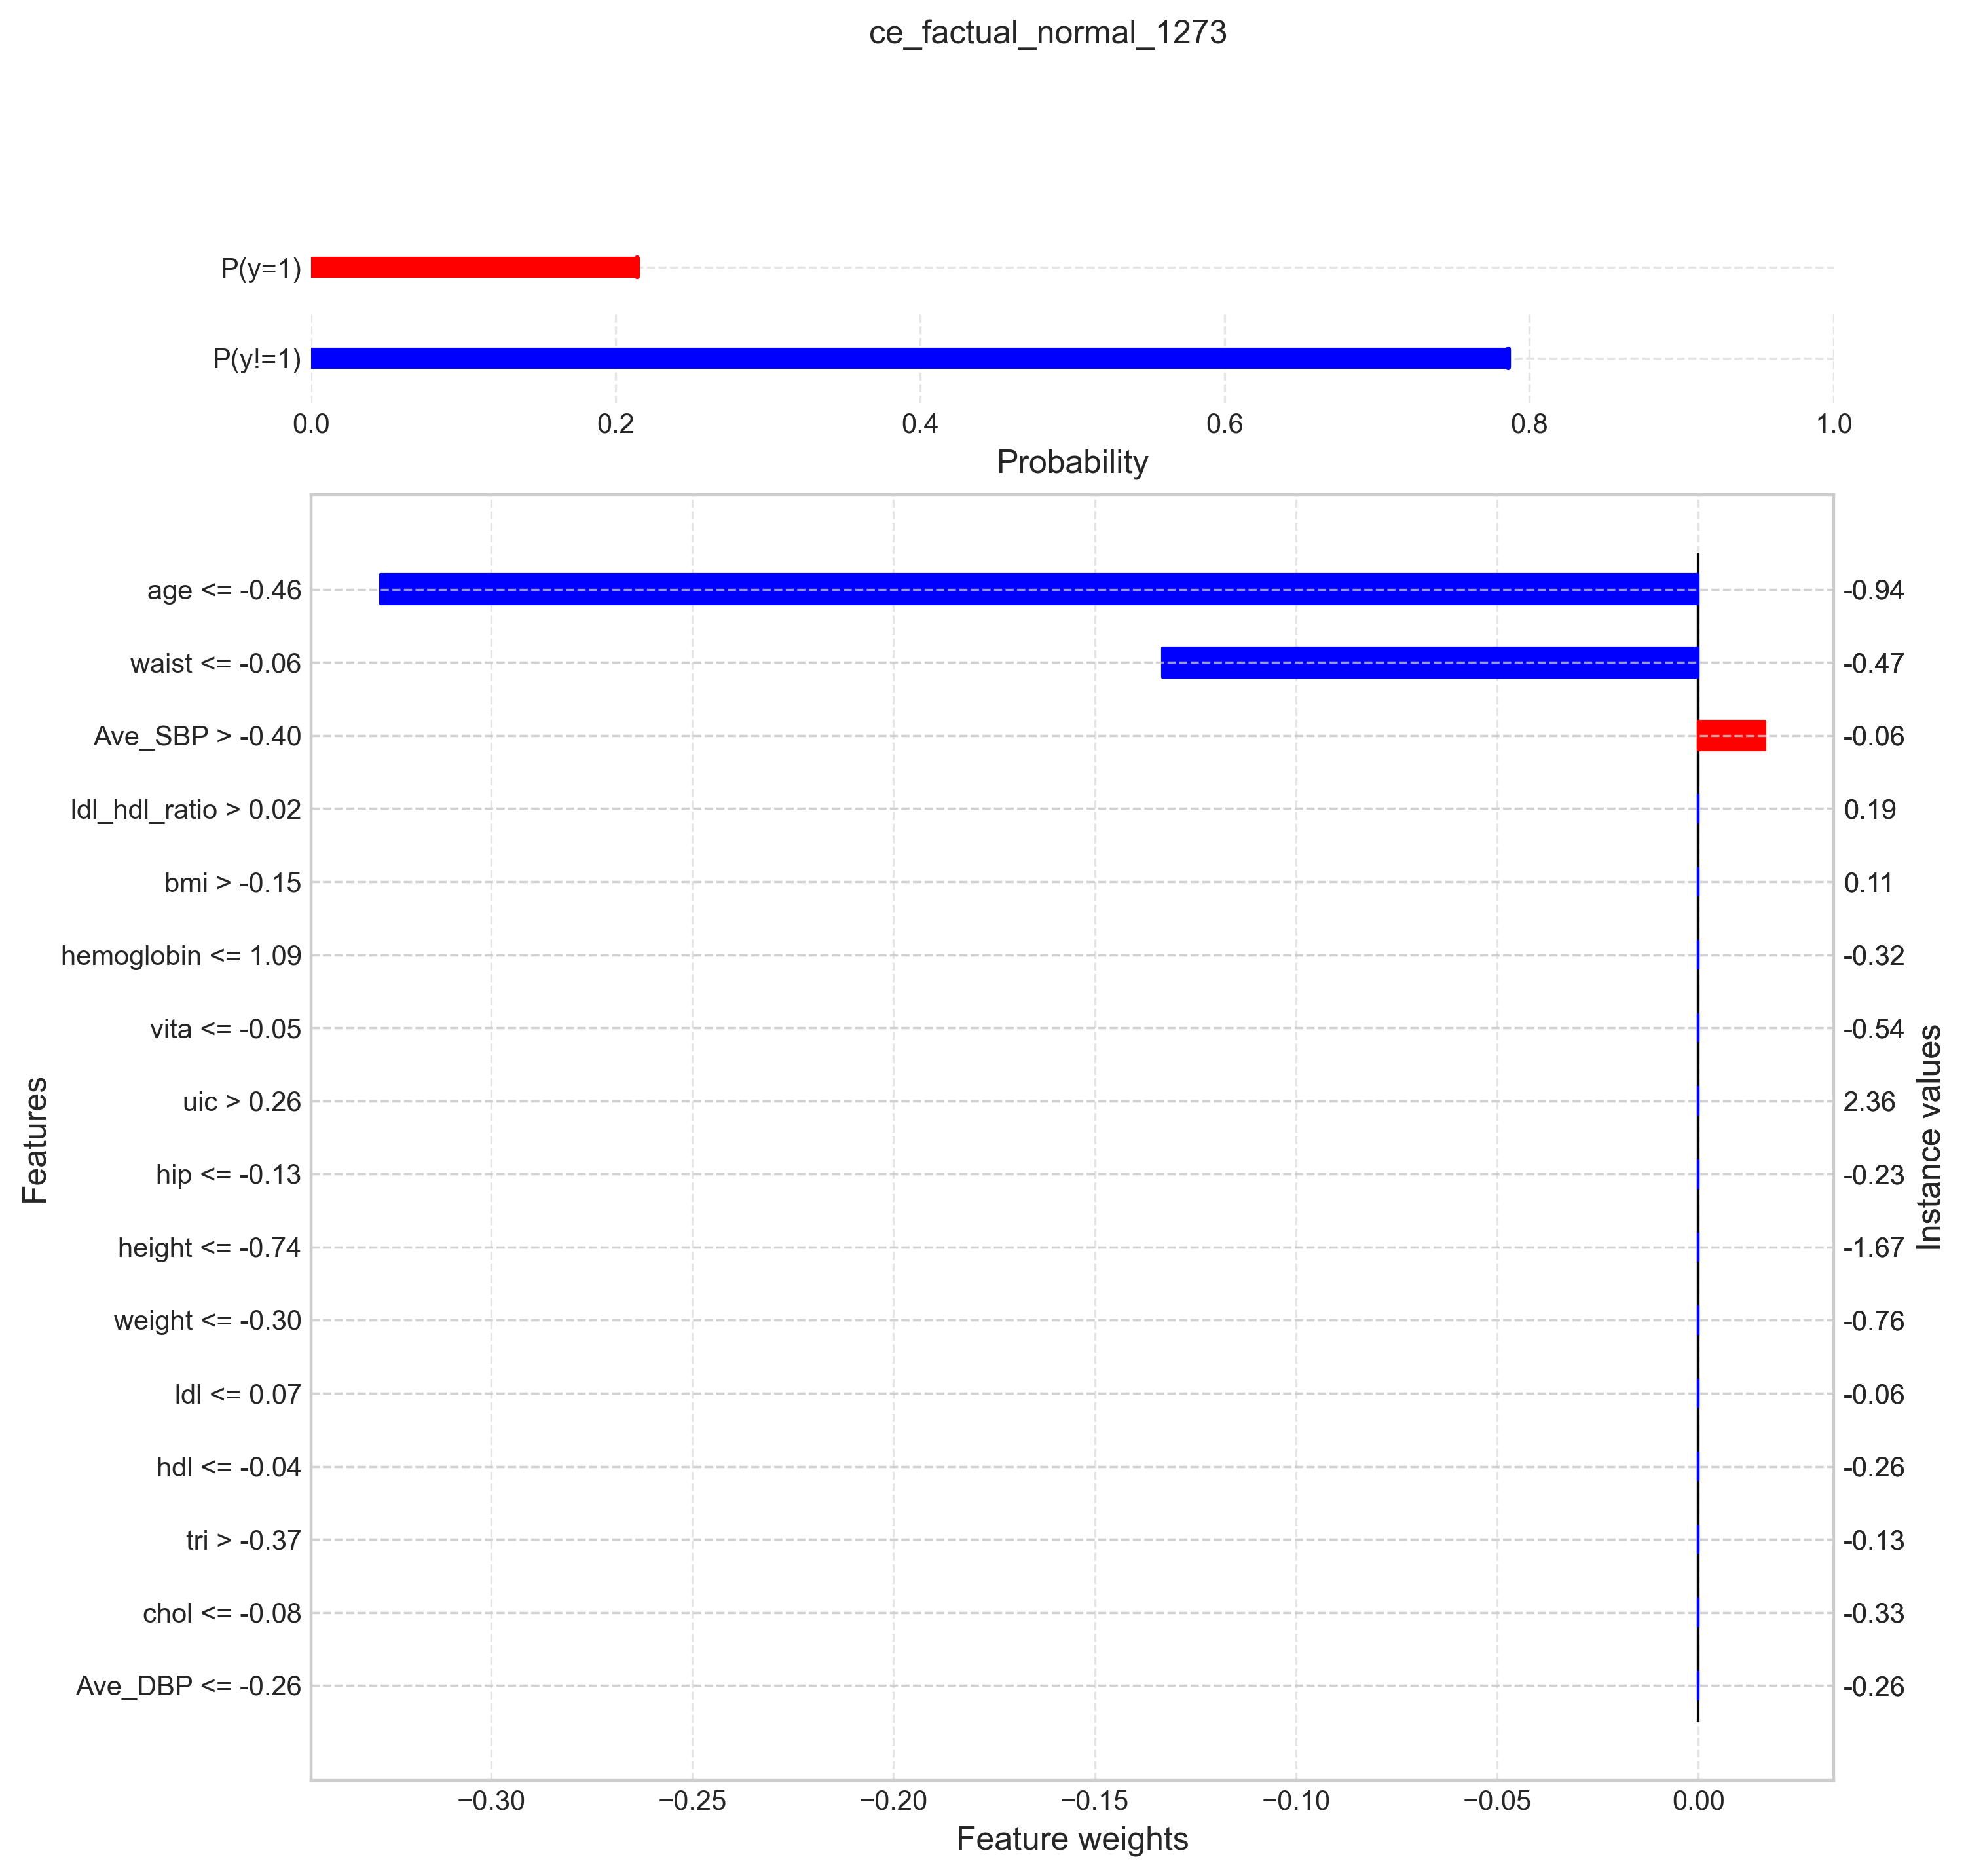 ce_factual_normal_1273
P(y=1)
P(y!=1)
0.0 0.2 0.4 0.6 0.8 1.0
Probability
age <= -0.46 -0.94
waist <= -0.06 -0.47
Ave_SBP > -0.40 -0.06
ldl_hdl_ratio > 0.02 0.19
bmi > -0.15 0.11
hemoglobin <= 1.09 -0.32
vita <= -0.05 -0.54
uic > 0.26 2.36
hip <= -0.13 -0.23
height <= -0.74 -1.67
weight <= -0.30 -0.76
ldl <= 0.07 -0.06
hdl <= -0.04 -0.26
tri > -0.37 -0.13
chol <= -0.08 -0.33
Ave_DBP <= -0.26 -0.26
Features
Instance values
−0.30 −0.25 −0.20 −0.15 −0.10 −0.05 0.00
Feature weights